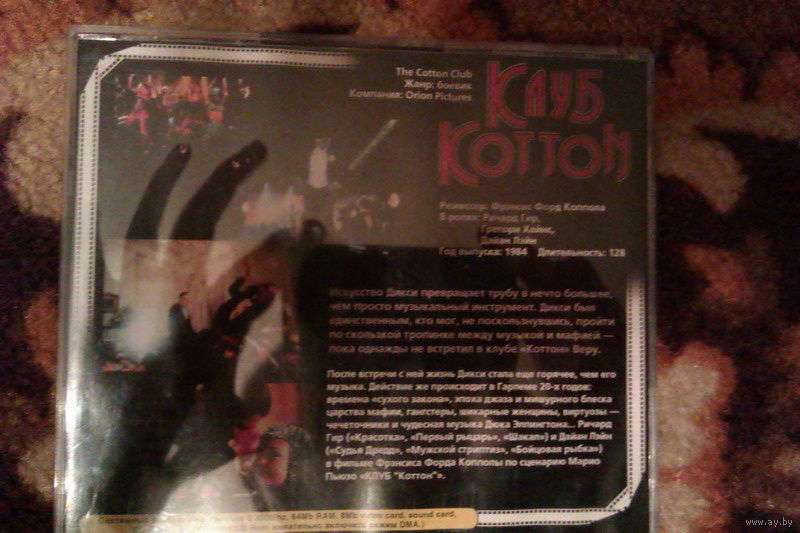 The Cotton Club
Жанр: боевик
Компания: Orion Pictures
Клуб
Коттон
Режиссер: Фрэнсис Форд Коппола
В ролях: Ричард Гир,
Грегори Хайнс,
Дайан Лэйн
Год выпуска: 1984 Длительность: 128
Искусство Дикси превращает трубу в нечто большее,
чем просто музыкальный инструмент. Дикси был
единственным, кто мог, не поскользнувшись, пройти
по скользкой тропинке между музыкой и мафией —
пока однажды не встретил в клубе «Коттон» Веру.
После встречи с ней жизнь Дикси стала еще горячее, чем его
музыка. Действие же происходит в Гарлеме 20-х годов:
времена «сухого закона», эпоха джаза и мишурного блеска
царства мафии, гангстеры, шикарные женщины, виртуозы —
чечеточники и чудесная музыка Дюка Эллингтона... Ричард
Гир («Красотка», «Первый рыцарь», «Шакал») и Дайан Лэйн
(«Судья Дредд», «Мужской стриптиз», «Бойцовая рыбка»)
в фильме Фрэнсиса Форда Копполы по сценарию Марио
Пьюзо «КЛУБ "Коттон"».
64Mb RAM, 8Mb video card, sound card,
желательно включить режим DMA.)
www.ay.by